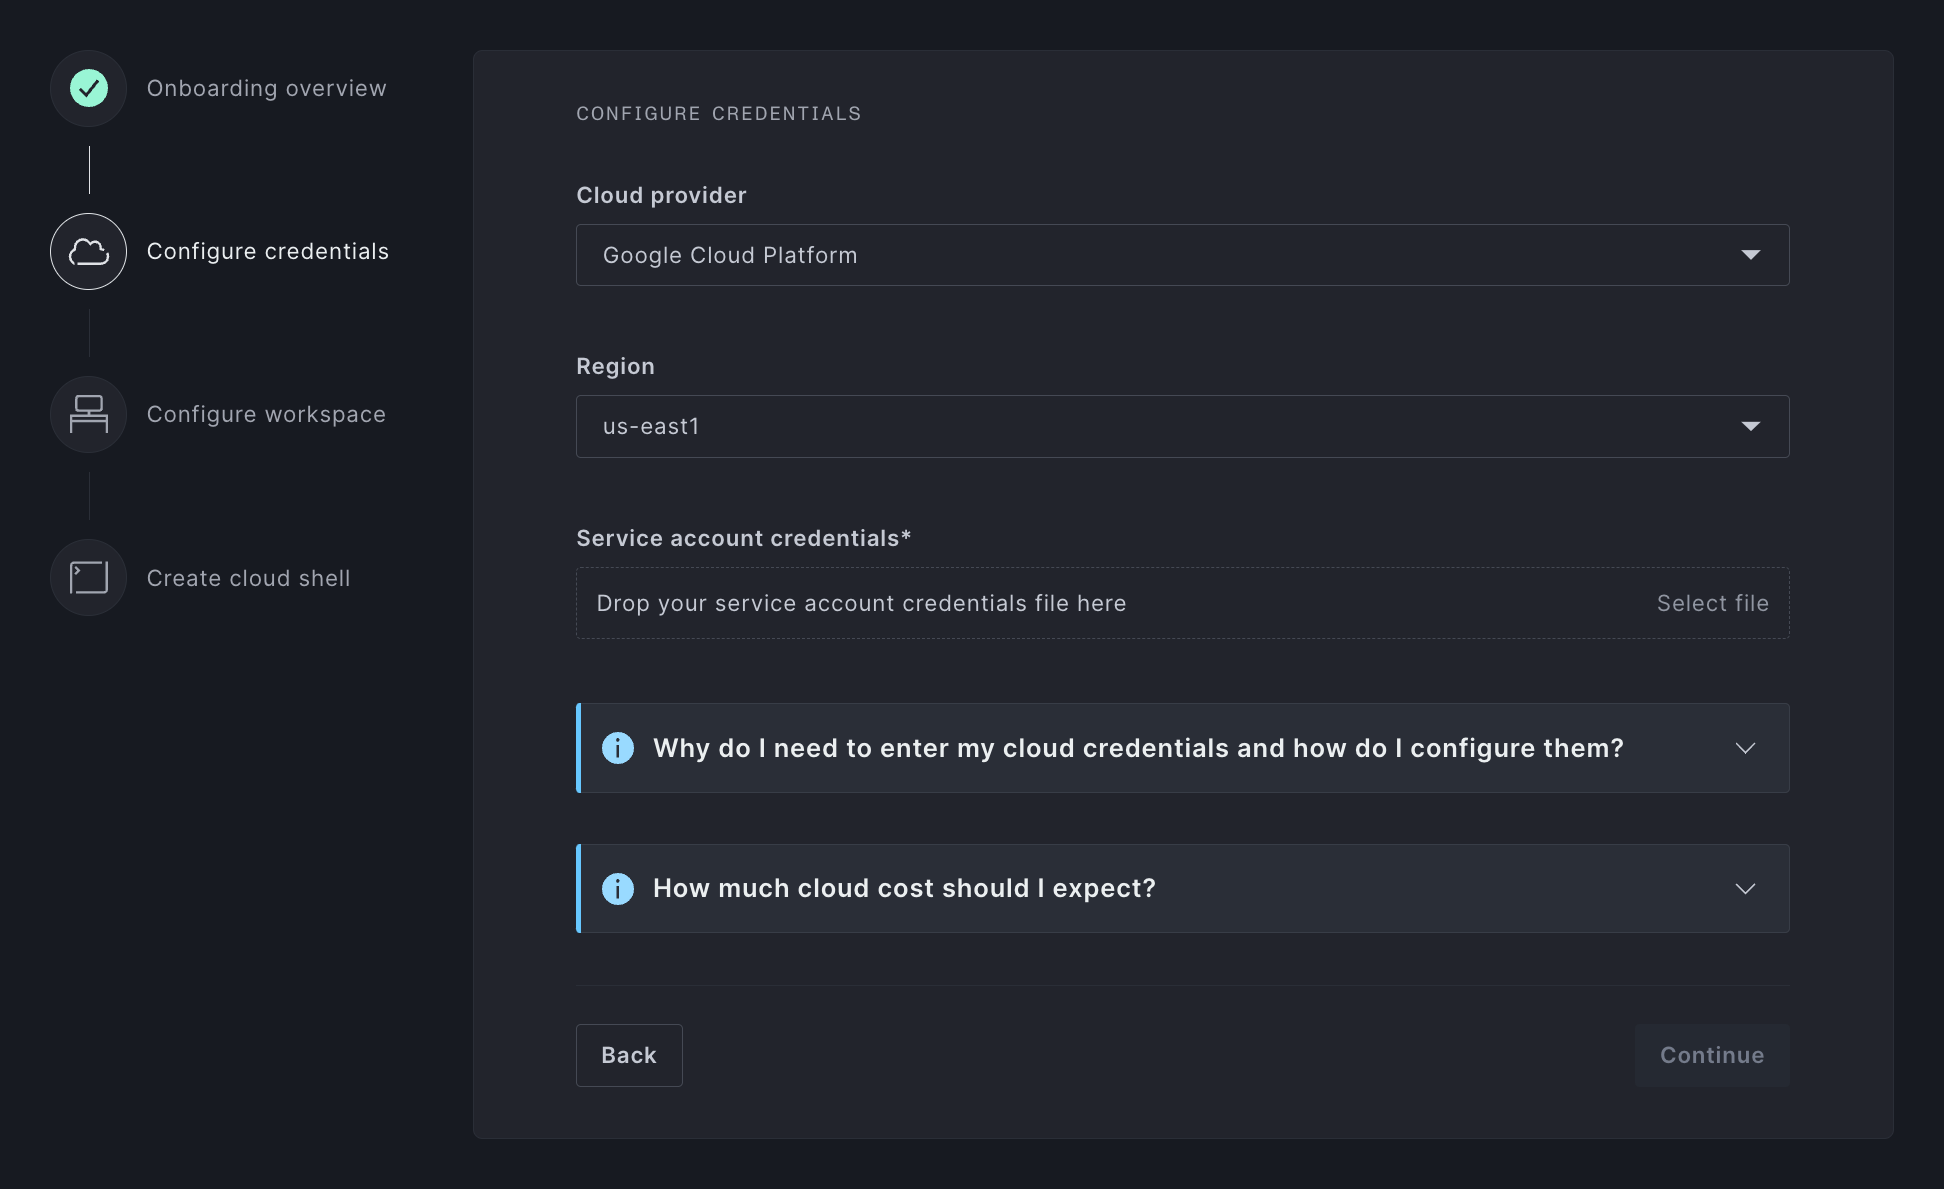 Onboarding overview
Configure credentials
Configure workspace
Create cloud shell
CONFIGURE CREDENTIALS
Cloud provider
Google Cloud Platform
Region
us-east1
Service account credentials*
Drop your service account credentials file here
Select file
Why do I need to enter my cloud credentials and how do I configure them?
How much cloud cost should I expect?
Back
Continue